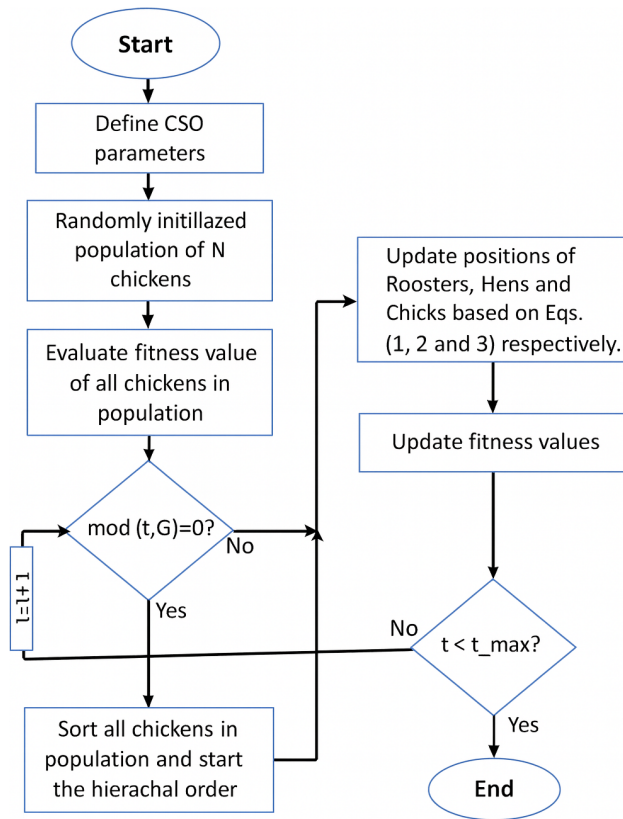 Start
Define CSO
parameters
Randomly initillazed
population of N
chickens
Evaluate fitness value
of all chickens in
population
mod (t,G)=0?
No
Yes
l=l+1
Sort all chickens in
population and start
the hierachal order
Update positions of
Roosters, Hens and
Chicks based on Eqs.
(1, 2 and 3) respectively.
Update fitness values
t < t_max?
No
Yes
End